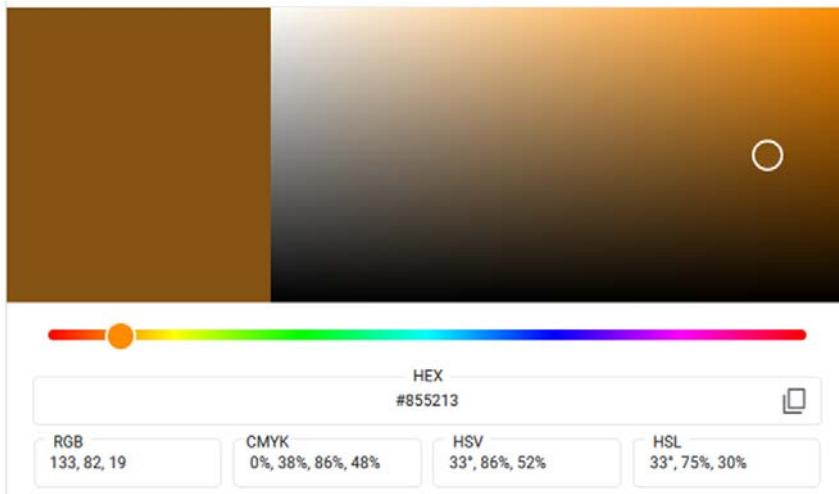 HEX
#855213
RGB
133, 82, 19
CMYK
0%, 38%, 86%, 48%
HSV
33°, 86%, 52%
HSL
33°, 75%, 30%